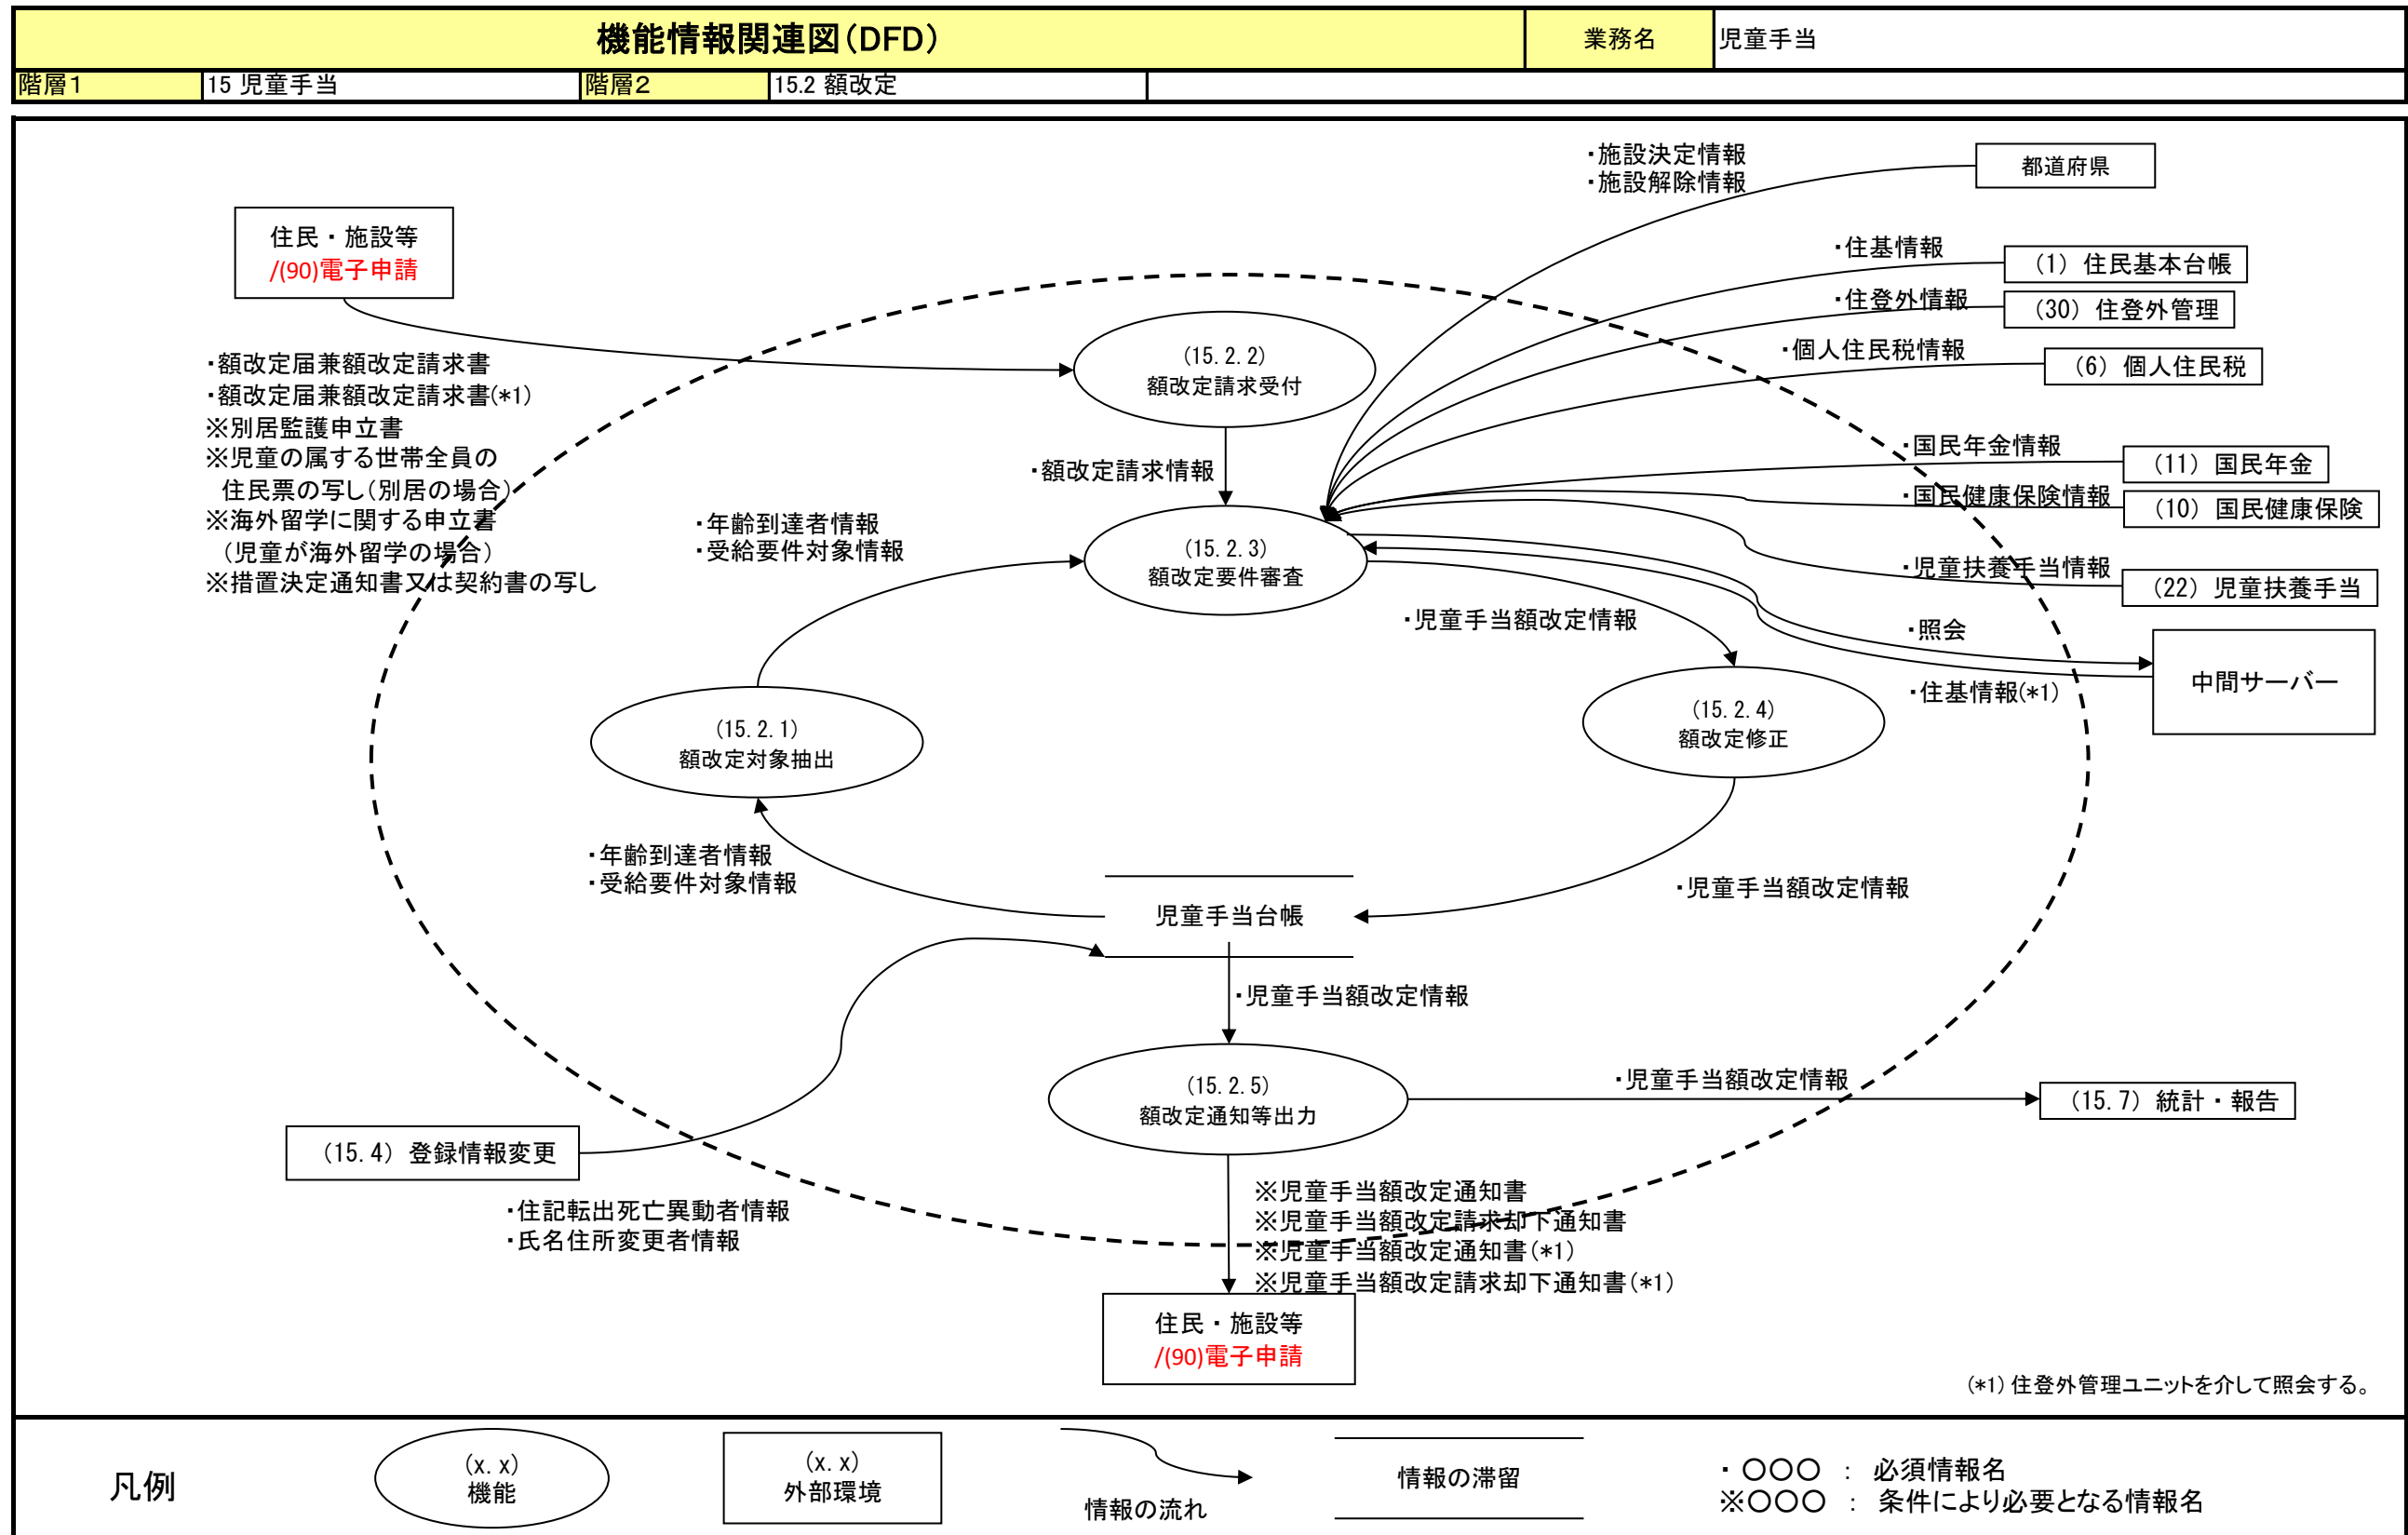 機能情報関連図(DFD)
業務名
児童手当
階層1
15 児童手当
階層2
15.2 額改定
・施設決定情報
・施設解除情報
都道府県
住民・施設等
/(90)電子申請
・住基情報
(1) 住民基本台帳
・住登外情報
(30) 住登外管理
・個人住民税情報
(6) 個人住民税
(15.2.2)
額改定請求受付
・額改定届兼額改定請求書
・額改定届兼額改定請求書(*1)
※別居監護申立書
※児童の属する世帯全員の
住民票の写し(別居の場合)
※海外留学に関する申立書
(児童が海外留学の場合)
※措置決定通知書又は契約書の写し
・額改定請求情報
・国民年金情報
(11) 国民年金
・国民健康保険情報
(10) 国民健康保険
・年齢到達者情報
・受給要件対象情報
(15.2.3)
額改定要件審査
・児童扶養手当情報
(22) 児童扶養手当
・児童手当額改定情報
・照会
中間サーバー
・住基情報(*1)
(15.2.1)
額改定対象抽出
(15.2.4)
額改定修正
・年齢到達者情報
・受給要件対象情報
児童手当台帳
・児童手当額改定情報
・児童手当額改定情報
(15.2.5)
額改定通知等出力
・児童手当額改定情報
(15.7) 統計・報告
(15.4) 登録情報変更
・住記転出死亡異動者情報
・氏名住所変更者情報
※児童手当額改定通知書
※児童手当額改定請求却下通知書
※児童手当額改定通知書(*1)
※児童手当額改定請求却下通知書(*1)
住民・施設等
/(90)電子申請
(*1) 住登外管理ユニットを介して照会する。
凡例
(x.x)
機能
(x.x)
外部環境
情報の流れ
情報の滞留
・ ○○○ : 必須情報名
※○○○ : 条件により必要となる情報名